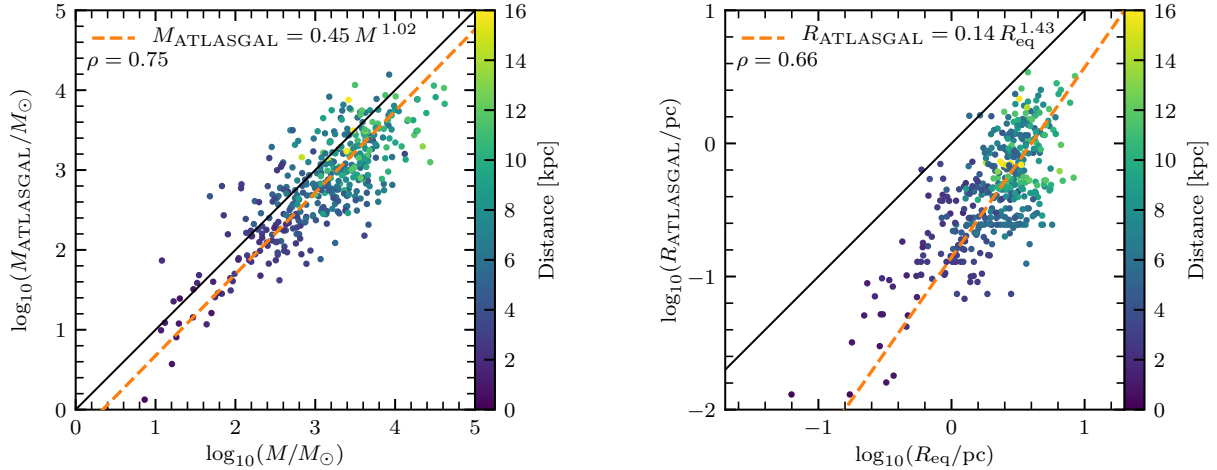 5
4
3
2
1
0
log₁₀(M_ATLASGAL/M_⊙)
M_ATLASGAL = 0.45 M^1.02
ρ = 0.75
0 1 2 3 4 5
log₁₀(M/M_⊙)
16
14
12
10
8
6
4
2
0
Distance [kpc]
1
0
−1
−2
log₁₀(R_ATLASGAL/pc)
R_ATLASGAL = 0.14 R_eq^1.43
ρ = 0.66
−1 0 1
log₁₀(R_eq/pc)
16
14
12
10
8
6
4
2
0
Distance [kpc]